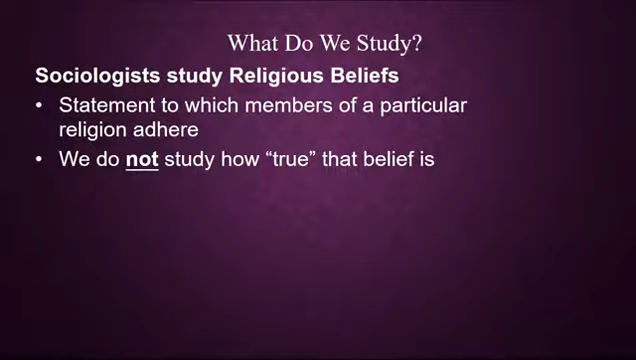 What Do We Study?
Sociologists study Religious Beliefs
• Statement to which members of a particular
religion adhere
• We do not study how “true” that belief is